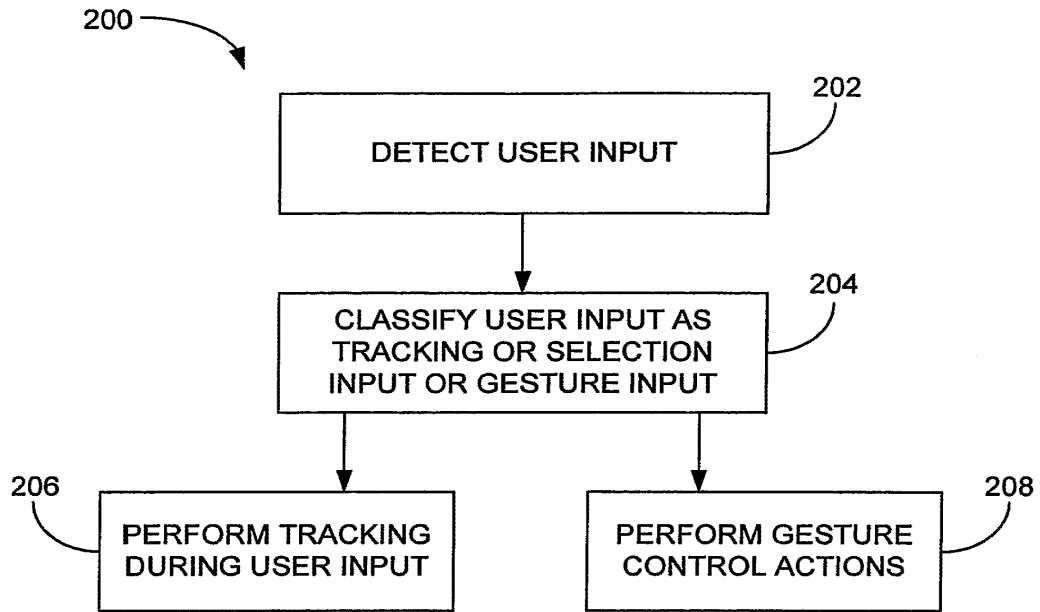 200
202
DETECT USER INPUT
204
CLASSIFY USER INPUT AS
TRACKING OR SELECTION
INPUT OR GESTURE INPUT
206
PERFORM TRACKING
DURING USER INPUT
208
PERFORM GESTURE
CONTROL ACTIONS